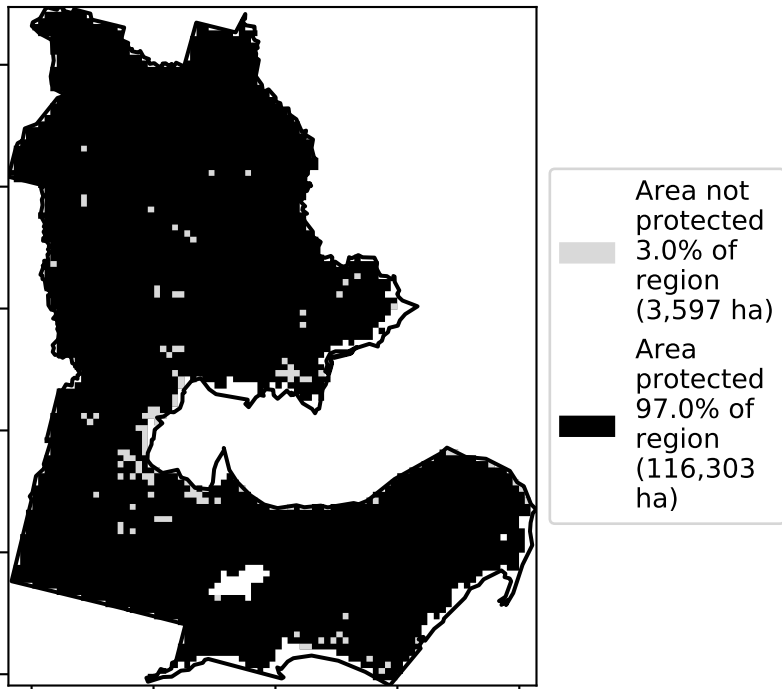 Area not
protected
3.0% of
region
(3,597 ha)
Area
protected
97.0% of
region
(116,303
ha)